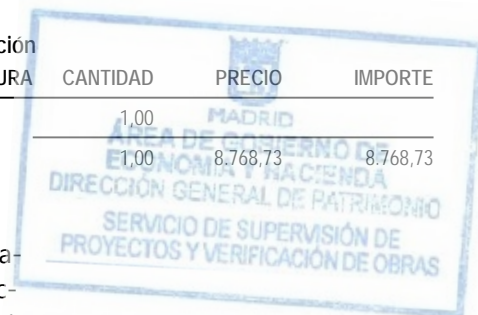 ción
URA CANTIDAD PRECIO IMPORTE
1,00
MADRID
ÁREA DE GOBIERNO DE
1,00 8.768,73 8.768,73
ECONOMÍA Y HACIENDA
DIRECCIÓN GENERAL DE PATRIMONIO
SERVICIO DE SUPERVISIÓN DE
PROYECTOS Y VERIFICACIÓN DE OBRAS
a-
c-